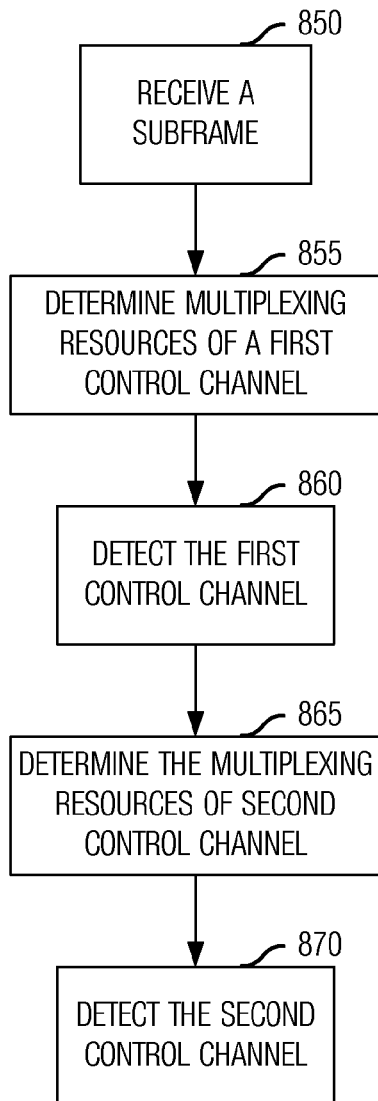 850
RECEIVE A
SUBFRAME
855
DETERMINE MULTIPLEXING
RESOURCES OF A FIRST
CONTROL CHANNEL
860
DETECT THE FIRST
CONTROL CHANNEL
865
DETERMINE THE MULTIPLEXING
RESOURCES OF SECOND
CONTROL CHANNEL
870
DETECT THE SECOND
CONTROL CHANNEL